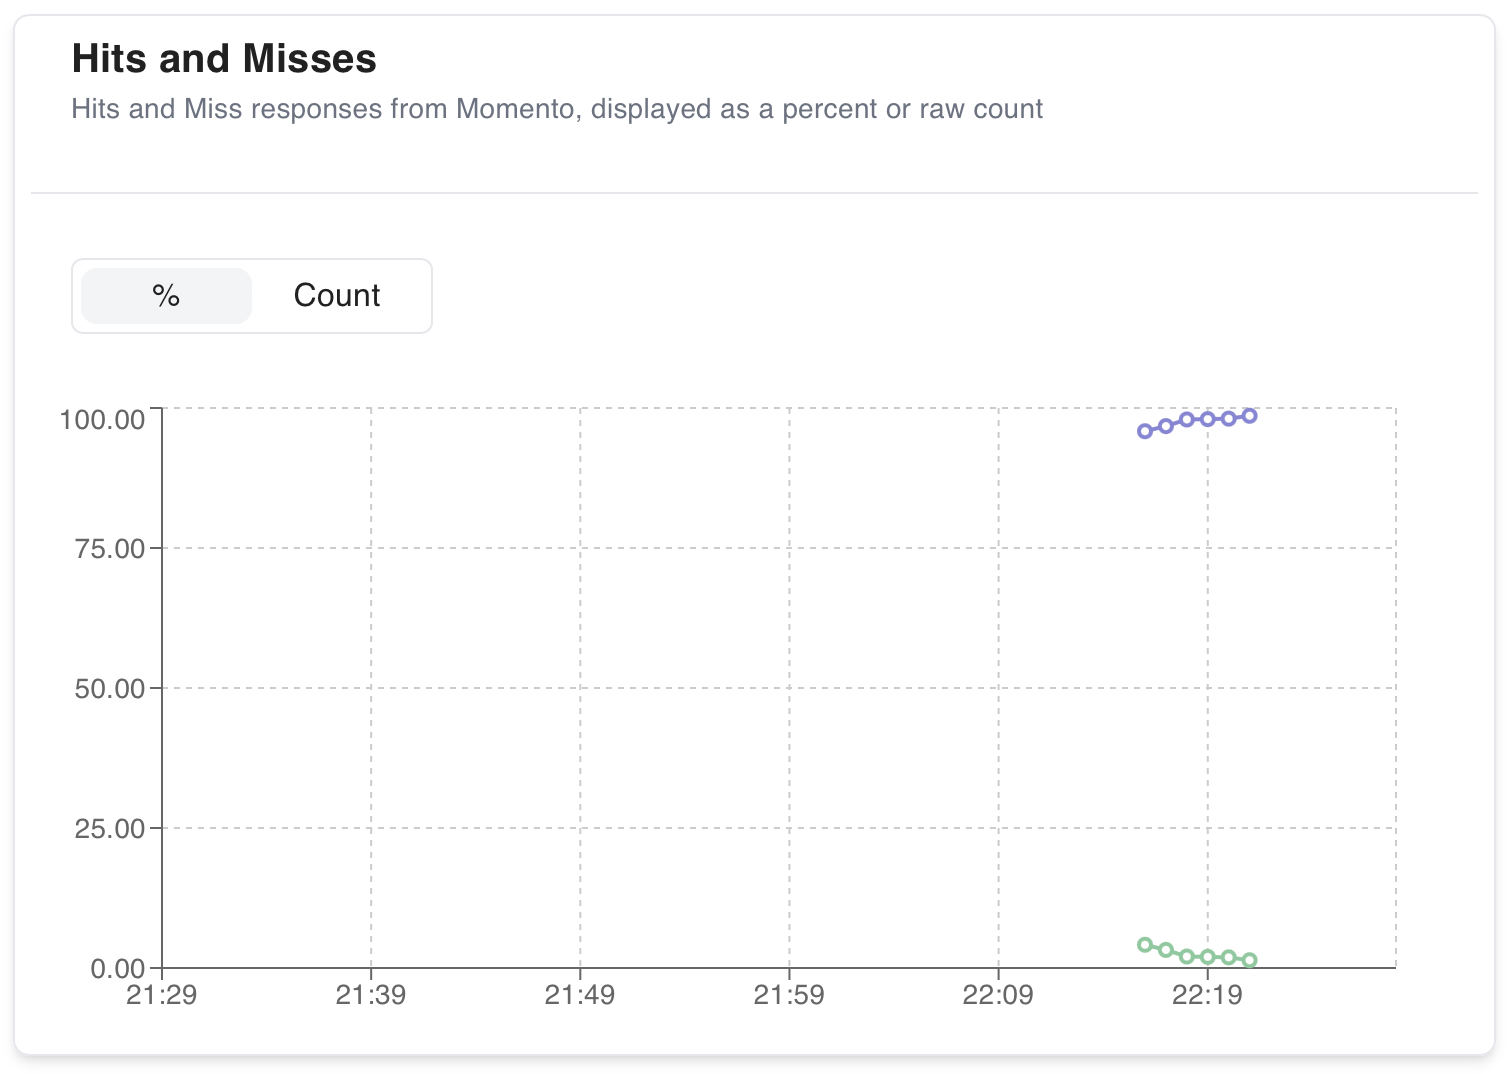 Hits and Misses
Hits and Miss responses from Momento, displayed as a percent or raw count
% Count
100.00
75.00
50.00
25.00
0.00
21:29 21:39 21:49 21:59 22:09 22:19